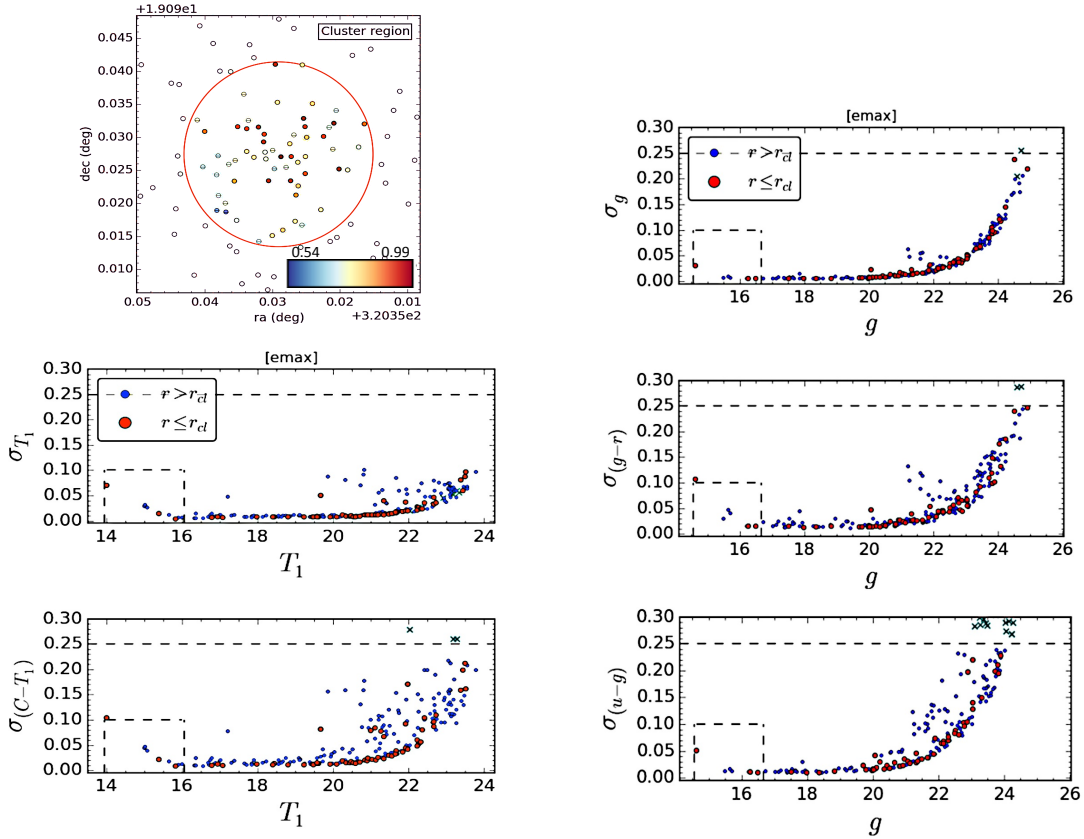 +1.909e1
Cluster region
0.045
0.040
0.035
0.030
0.025
0.020
0.015
0.010
dec (deg)
0.54 0.99
0.05 0.04 0.03 0.02 0.01
ra (deg)
+3.2035e2
[emax]
0.30
0.25
0.20
0.15
0.10
0.05
0.00
σg
r>rcl
r≤rcl
16 18 20 22 24 26
g
[emax]
0.30
0.25
0.20
0.15
0.10
0.05
0.00
σT1
r>rcl
r≤rcl
14 16 18 20 22 24
T1
0.30
0.25
0.20
0.15
0.10
0.05
0.00
σ(g−r)
16 18 20 22 24 26
g
0.30
0.25
0.20
0.15
0.10
0.05
0.00
σ(C−T1)
14 16 18 20 22 24
T1
0.30
0.25
0.20
0.15
0.10
0.05
0.00
σ(u−g)
16 18 20 22 24 26
g